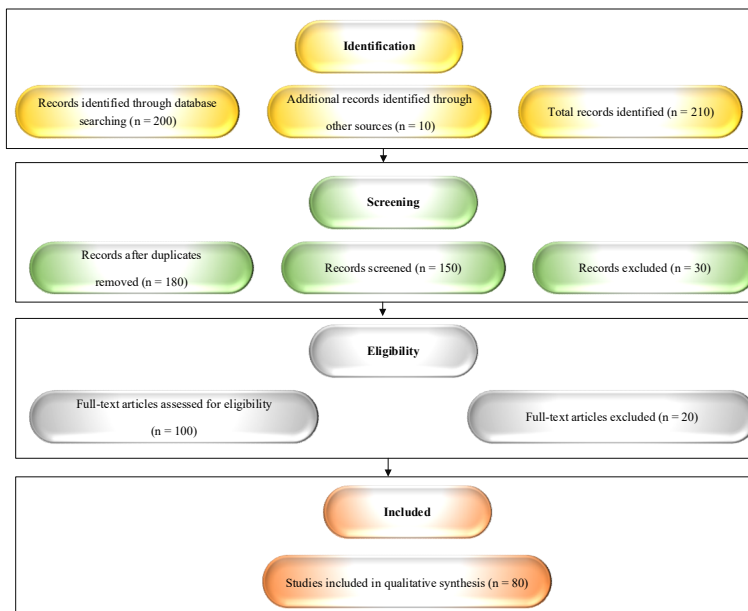 Identification
Records identified through database
searching (n = 200)
Additional records identified through
other sources (n = 10)
Total records identified (n = 210)
Screening
Records after duplicates
removed (n = 180)
Records screened (n = 150)
Records excluded (n = 30)
Eligibility
Full-text articles assessed for eligibility
(n = 100)
Full-text articles excluded (n = 20)
Included
Studies included in qualitative synthesis (n = 80)